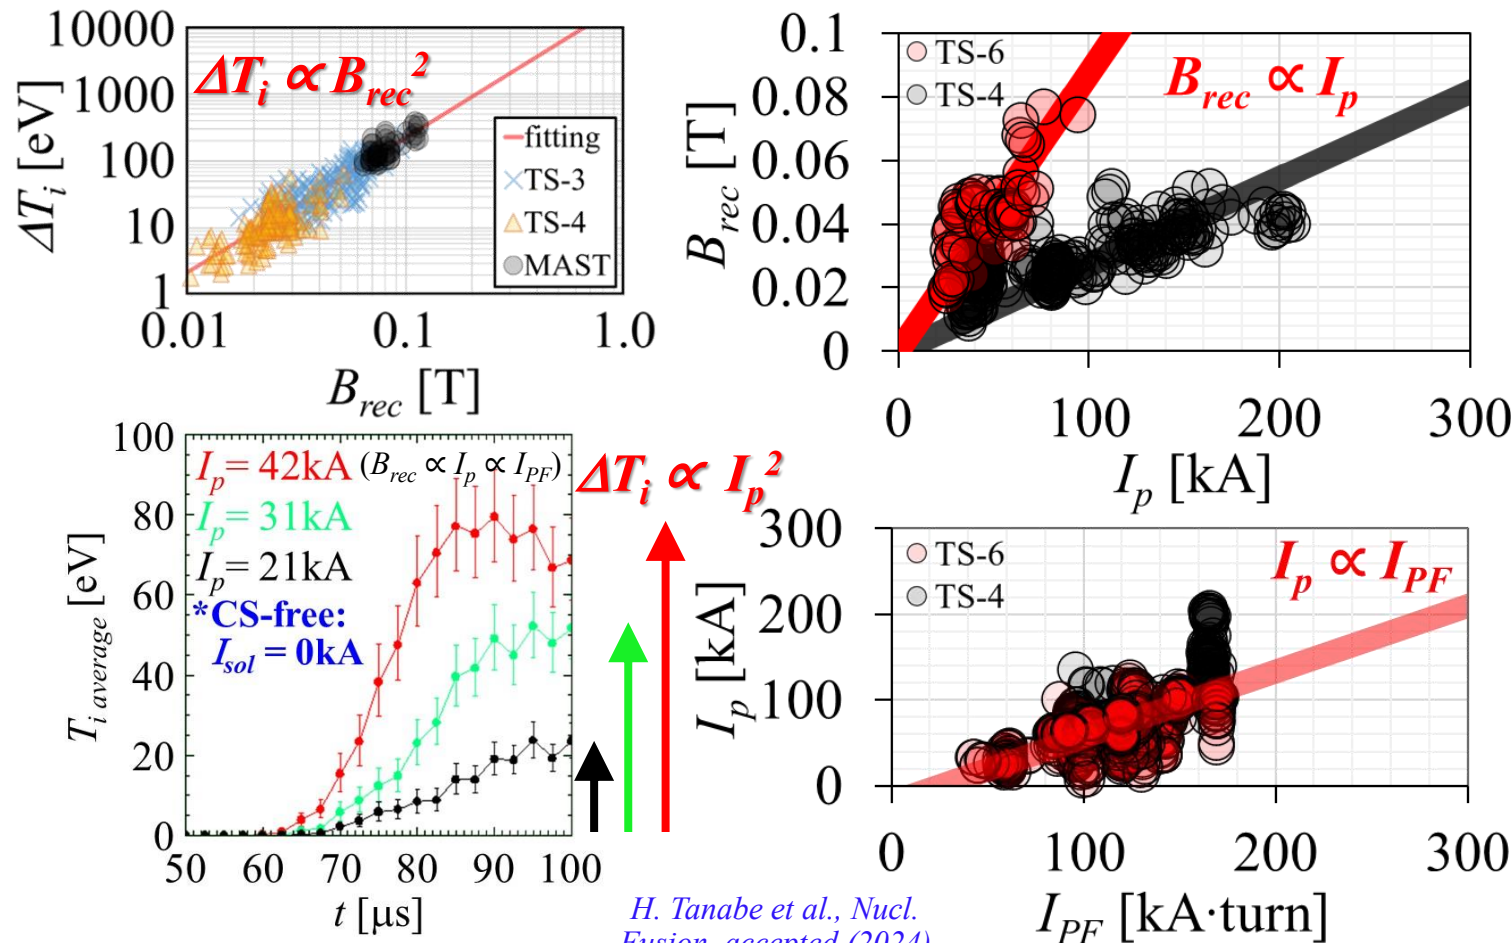 10000
1000
100
10
1
ΔT_i [eV]
ΔT_i ∝ B_rec^2
fitting
TS-3
TS-4
MAST
0.01
0.1
1.0
B_rec [T]
0.1
0.08
0.06
0.04
0.02
0
B_rec [T]
TS-6
TS-4
B_rec ∝ I_p
0
100
200
300
I_p [kA]
100
80
60
40
20
0
T_i average [eV]
I_p= 42kA (B_rec ∝ I_p ∝ I_PF)
I_p= 31kA
I_p= 21kA
*CS-free:
I_sol = 0kA
50
60
70
80
90
100
t [μs]
ΔT_i ∝ I_p^2
300
200
100
0
I_p [kA]
TS-6
TS-4
I_p ∝ I_PF
0
100
200
300
I_PF [kA·turn]
H. Tanabe et al., Nucl.
Fusion, accepted (2024)